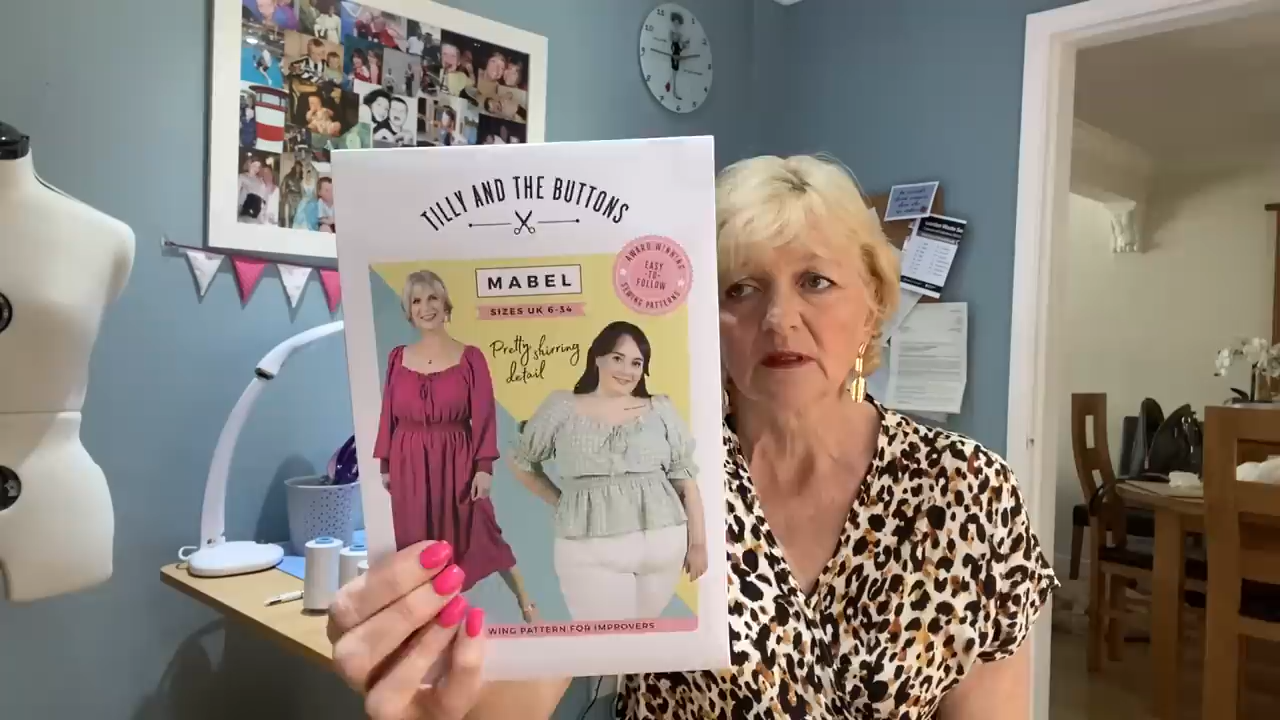 TILLY AND THE BUTTONS
MABEL
SIZES UK 6-34
Pretty shirring
detail
AWARD WINNING
EASY
-TO-
FOLLOW
SEWING PATTERNS
WING PATTERN FOR IMPROVERS